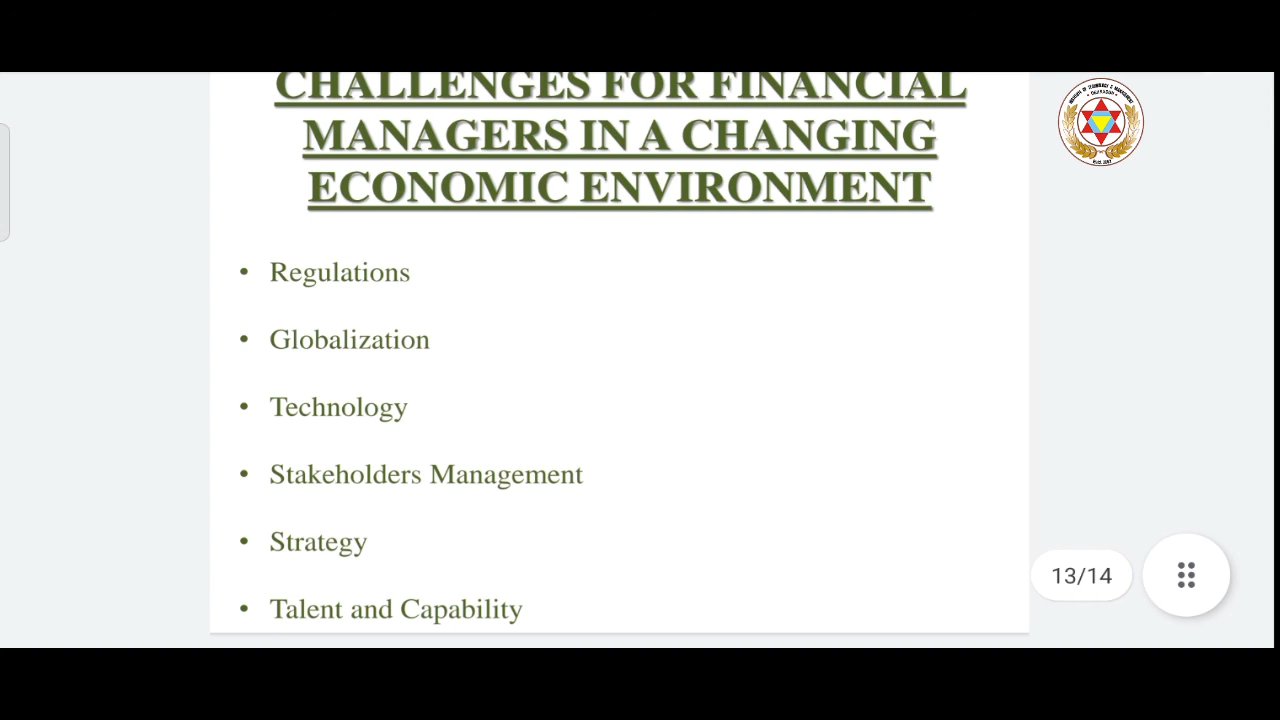 CHALLENGES FOR FINANCIAL
MANAGERS IN A CHANGING
ECONOMIC ENVIRONMENT
• Regulations
• Globalization
• Technology
• Stakeholders Management
• Strategy
• Talent and Capability
13/14